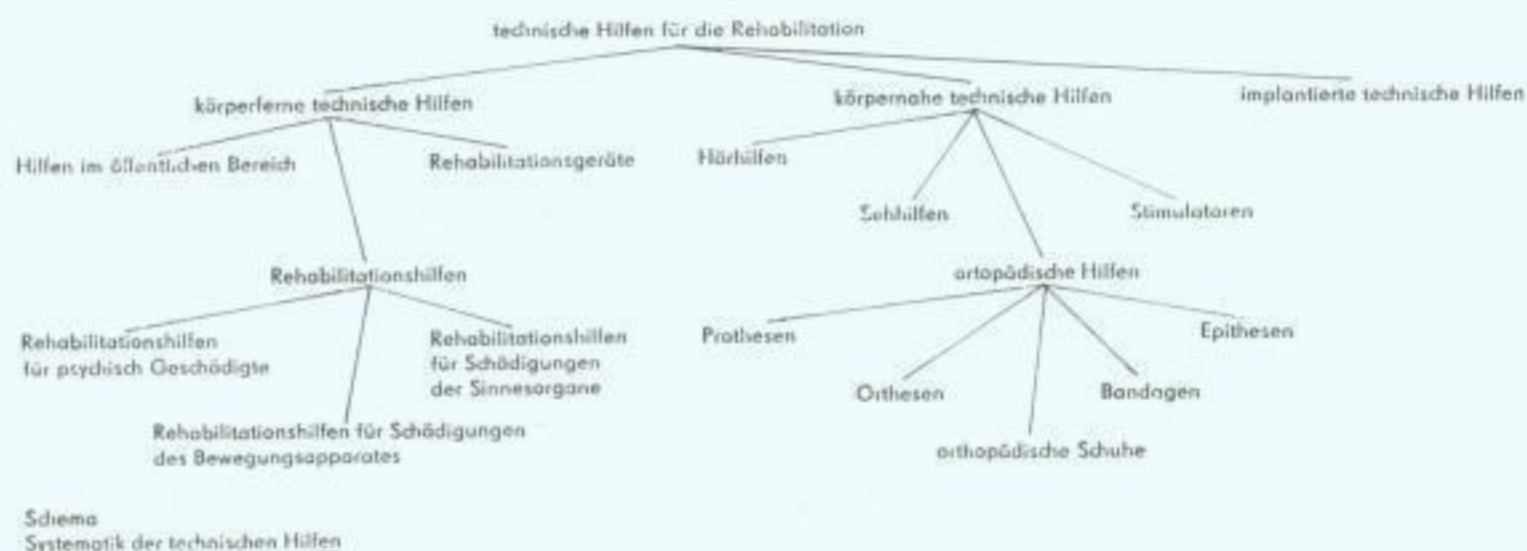 technische Hilfen für die Rehabilitation
körperferne technische Hilfen
körpernahe technische Hilfen
implantierte technische Hilfen
Hilfen im öffentlichen Bereich
Rehabilitationsgeräte
Hörhilfen
Sehhilfen
Stimulatoren
Rehabilitationshilfen
ortopädische Hilfen
Rehabilitationshilfen
für psychisch Geschädigte
Rehabilitationshilfen
für Schädigungen
der Sinnesorgane
Rehabilitationshilfen für Schädigungen
des Bewegungsapparates
Prothesen
Epithesen
Orthesen
Bandagen
orthopädische Schuhe
Schema
Systematik der technischen Hilfen